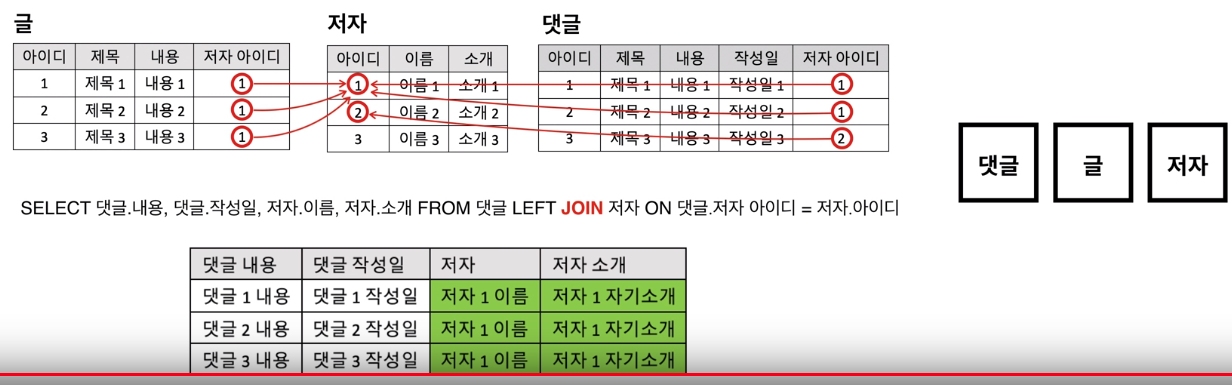 글
아이디 제목 내용 저자 아이디
1 제목 1 내용 1 1
2 제목 2 내용 2 1
3 제목 3 내용 3 1
저자
아이디 이름 소개
1 이름 1 소개 1
2 이름 2 소개 2
3 이름 3 소개 3
댓글
아이디 제목 내용 작성일 저자 아이디
1 제목 1 내용 1 작성일 1 1
2 제목 2 내용 2 작성일 2 1
3 제목 3 내용 3 작성일 3 2
댓글
글
저자
SELECT 댓글.내용, 댓글.작성일, 저자.이름, 저자.소개 FROM 댓글 LEFT JOIN 저자 ON 댓글.저자 아이디 = 저자.아이디
댓글 내용 댓글 작성일 저자 저자 소개
댓글 1 내용 댓글 1 작성일 저자 1 이름 저자 1 자기소개
댓글 2 내용 댓글 2 작성일 저자 1 이름 저자 1 자기소개
댓글 3 내용 댓글 3 작성일 저자 1 이름 저자 1 자기소개